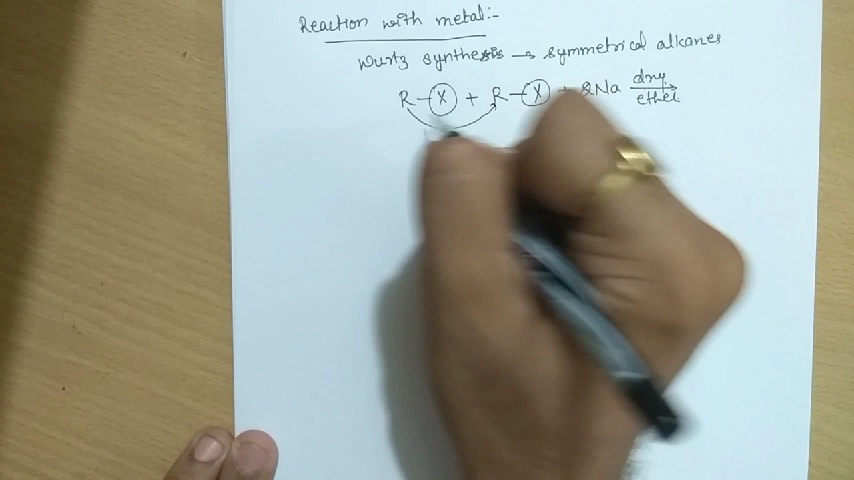 Reaction with metal:-
Wurtz synthesis → symmetrical alkanes
R-X + R-X + 2Na dry ether